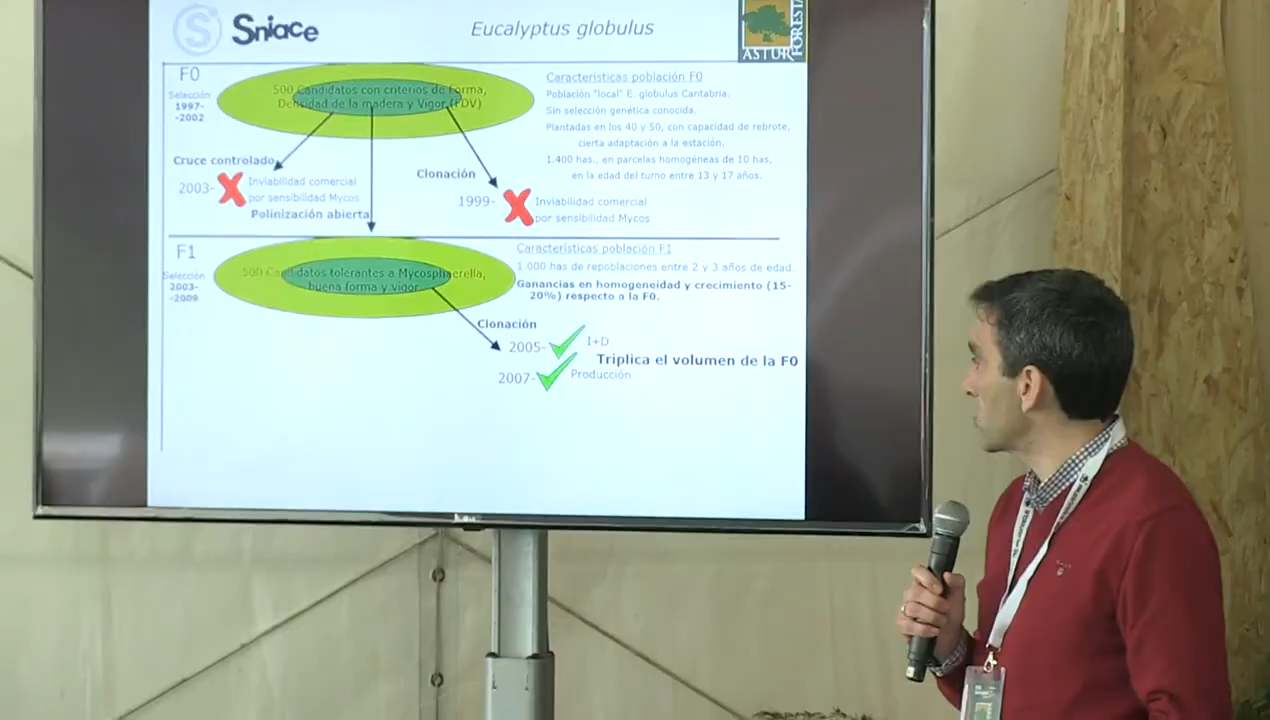 Sniace
Eucalyptus globulus
ASTUR
FORESTA
F0
Selección
1997-
-2002
500 Candidatos con criterios de Forma,
Densidad de la madera y Vigor (FDV)
Características población F0
Población "local" E. globulus Cantabria.
Sin selección genética conocida.
Plantadas en los 40 y 50, con capacidad de rebrote,
cierta adaptación a la estación.
1.400 has., en parcelas homogéneas de 10 has,
en la edad del turno entre 13 y 17 años.
Cruce controlado
2003-
Inviabilidad comercial
por sensibilidad Mycos
Polinización abierta
Clonación
1999-
Inviabilidad comercial
por sensibilidad Mycos
F1
Selección
2003-
-2009
500 Candidatos tolerantes a Mycosphaerella,
buena forma y vigor
Características población F1
1.000 has de repoblaciones entre 2 y 3 años de edad.
Ganancias en homogeneidad y crecimiento (15-
20%) respecto a la F0.
Clonación
2005-
I+D
Triplica el volumen de la F0
2007-
Producción